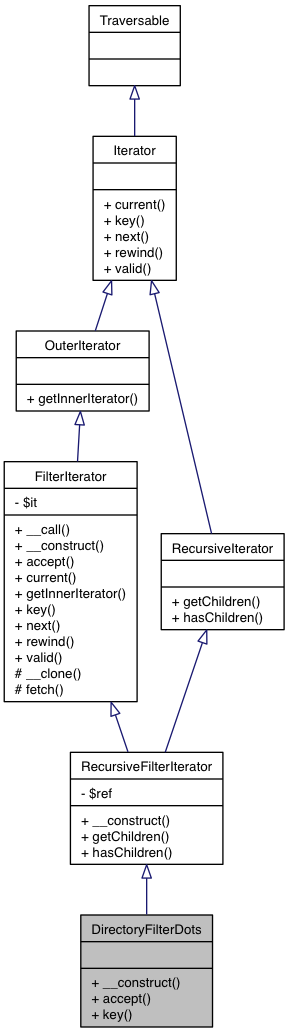 Traversable
Iterator
+ current()
+ key()
+ next()
+ rewind()
+ valid()
OuterIterator
+ getInnerIterator()
FilterIterator
- $it
+ __call()
+ __construct()
+ accept()
+ current()
+ getInnerIterator()
+ key()
+ next()
+ rewind()
+ valid()
# __clone()
# fetch()
RecursiveIterator
+ getChildren()
+ hasChildren()
RecursiveFilterIterator
- $ref
+ __construct()
+ getChildren()
+ hasChildren()
DirectoryFilterDots
+ __construct()
+ accept()
+ key()